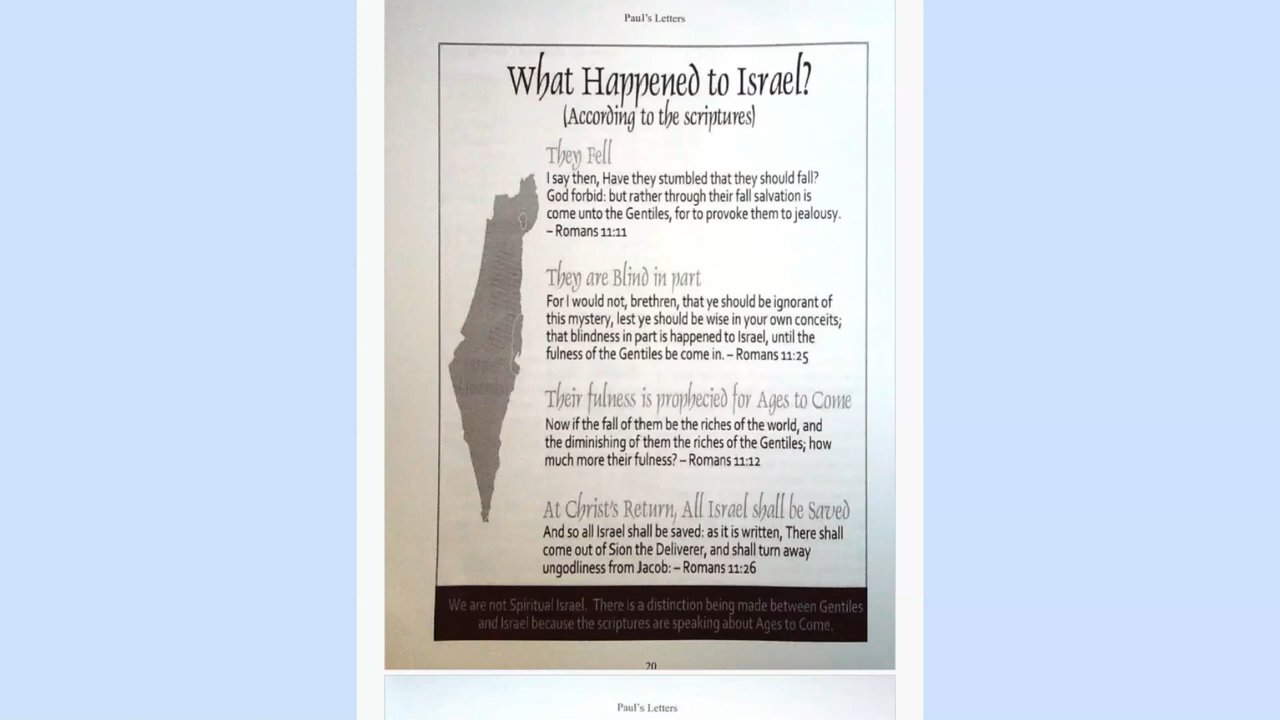 Paul's Letters
What Happened to Israel?
(According to the scriptures)
They Fell
I say then, Have they stumbled that they should fall?
God forbid: but rather through their fall salvation is
come unto the Gentiles, for to provoke them to jealousy.
– Romans 11:11
They are Blind in part
For I would not, brethren, that ye should be ignorant of
this mystery, lest ye should be wise in your own conceits;
that blindness in part is happened to Israel, until the
fulness of the Gentiles be come in. – Romans 11:25
Their fulness is prophecied for Ages to Come
Now if the fall of them be the riches of the world, and
the diminishing of them the riches of the Gentiles; how
much more their fulness? – Romans 11:12
At Christ's Return, All Israel shall be Saved
And so all Israel shall be saved: as it is written, There shall
come out of Sion the Deliverer, and shall turn away
ungodliness from Jacob: – Romans 11:26
We are not Spiritual Israel. There is a distinction being made between Gentiles
and Israel because the scriptures are speaking about Ages to Come.
20
Paul's Letters